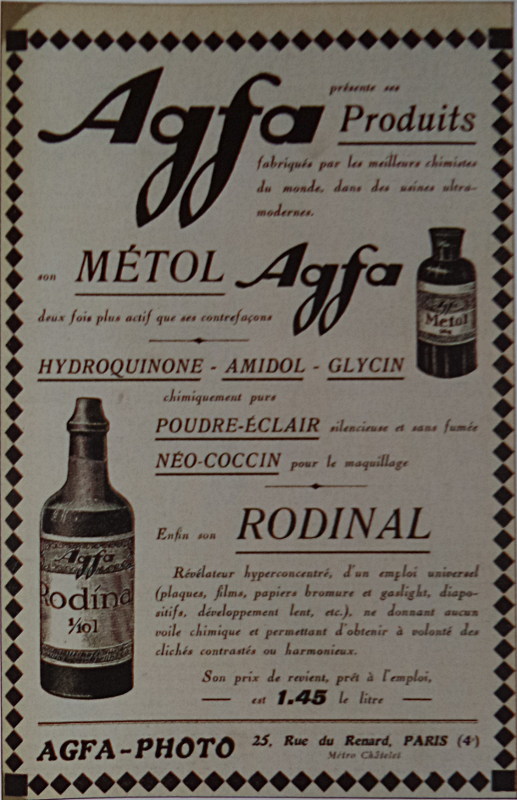 Agfa présente ses
Produits
fabriqués par les meilleurs chimistes
du monde, dans des usines ultra-
modernes.
son MÉTOL Agfa
deux fois plus actif que ses contrefaçons
Agfa
Metol
HYDROQUINONE - AMIDOL - GLYCIN
chimiquement purs
POUDRE-ÉCLAIR silencieuse et sans fumée
NÉO-COCCIN pour le maquillage
Enfin son RODINAL
Agfa
Rodinal
1/10 l
Révélateur hyperconcentré, d'un emploi universel
(plaques, films, papiers bromure et gaslight, diapo-
sitifs, développement lent, etc.), ne donnant aucun
voile chimique et permettant d'obtenir à volonté des
clichés contrastés ou harmonieux.
Son prix de revient, prêt à l'emploi,
est 1.45 le litre
AGFA-PHOTO 25, Rue du Renard, PARIS (4e)
Métro Châtelet